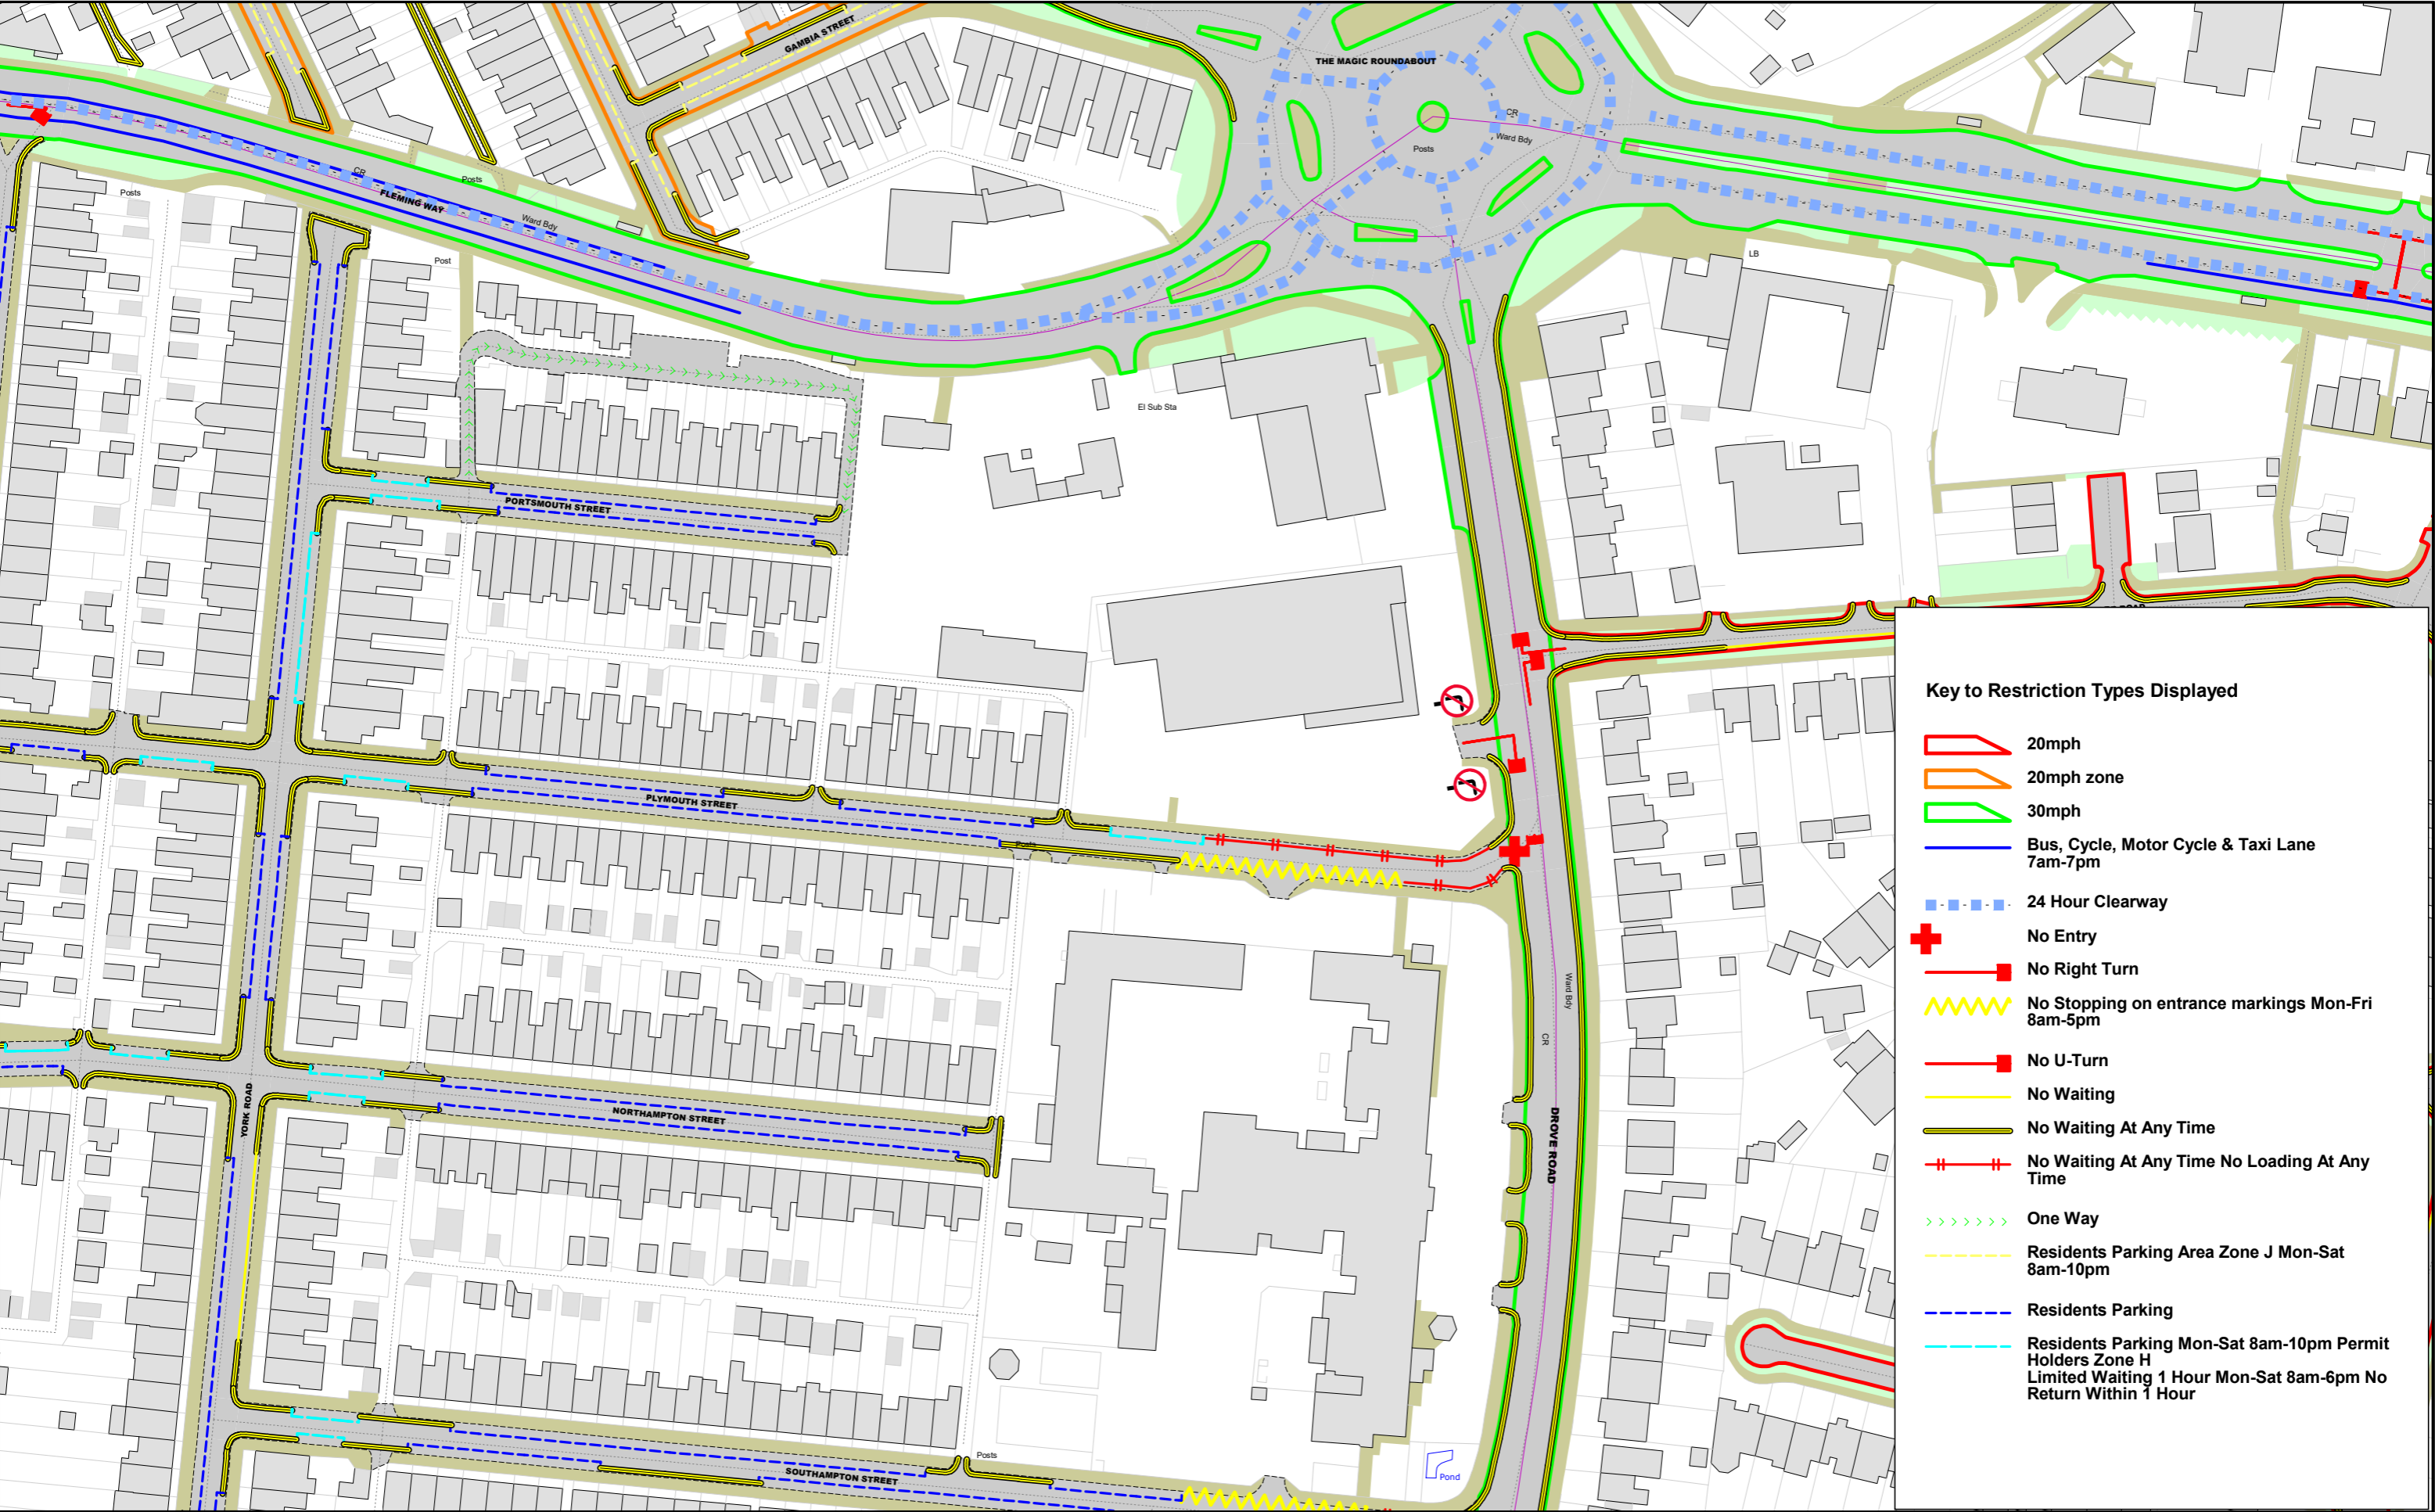 GAMBIA STREET
THE MAGIC ROUNDABOUT
CR
Ward Bdy
Posts
Posts
CR
Posts
FLEMING WAY
Ward Bdy
Post
LB
El Sub Sta
PORTSMOUTH STREET
PLYMOUTH STREET
Posts
Ward Bdy
CR
YORK ROAD
NORTHAMPTON STREET
DROVE ROAD
Posts
SOUTHAMPTON STREET
Pond
Key to Restriction Types Displayed
20mph
20mph zone
30mph
Bus, Cycle, Motor Cycle & Taxi Lane
7am-7pm
24 Hour Clearway
No Entry
No Right Turn
No Stopping on entrance markings Mon-Fri
8am-5pm
No U-Turn
No Waiting
No Waiting At Any Time
No Waiting At Any Time No Loading At Any
Time
One Way
Residents Parking Area Zone J Mon-Sat
8am-10pm
Residents Parking
Residents Parking Mon-Sat 8am-10pm Permit
Holders Zone H
Limited Waiting 1 Hour Mon-Sat 8am-6pm No
Return Within 1 Hour